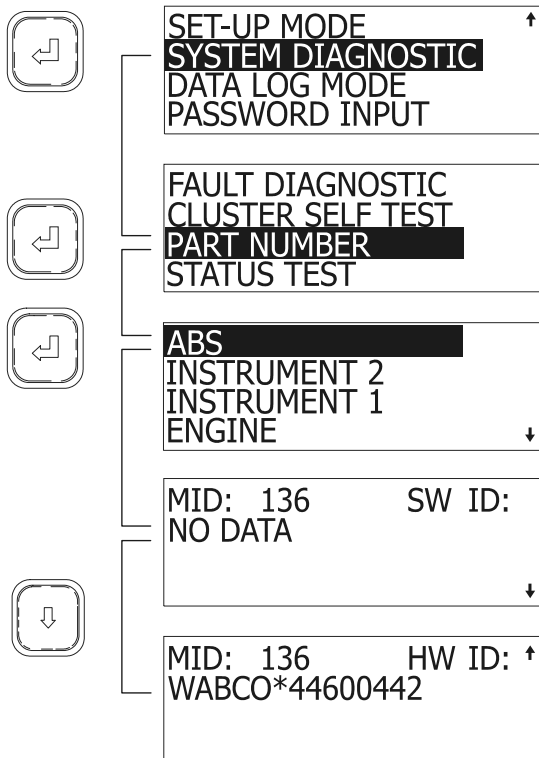 SET-UP MODE
SYSTEM DIAGNOSTIC
DATA LOG MODE
PASSWORD INPUT
FAULT DIAGNOSTIC
CLUSTER SELF TEST
PART NUMBER
STATUS TEST
ABS
INSTRUMENT 2
INSTRUMENT 1
ENGINE
MID: 136 SW ID:
NO DATA
MID: 136 HW ID:
WABCO*44600442